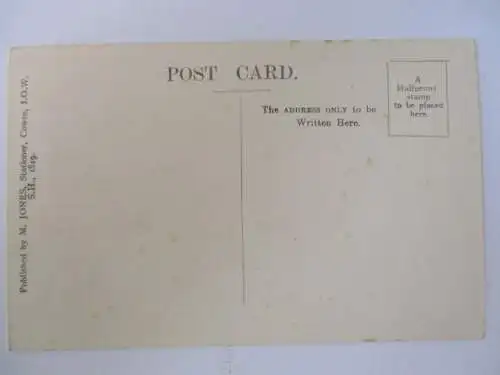 POST CARD.
A
Halfpenny
stamp
to be placed
here.
The ADDRESS ONLY to be
Written Here.
Published by M. JONES, Stationer, Cowes, I.O.W.
S.H., 1819.